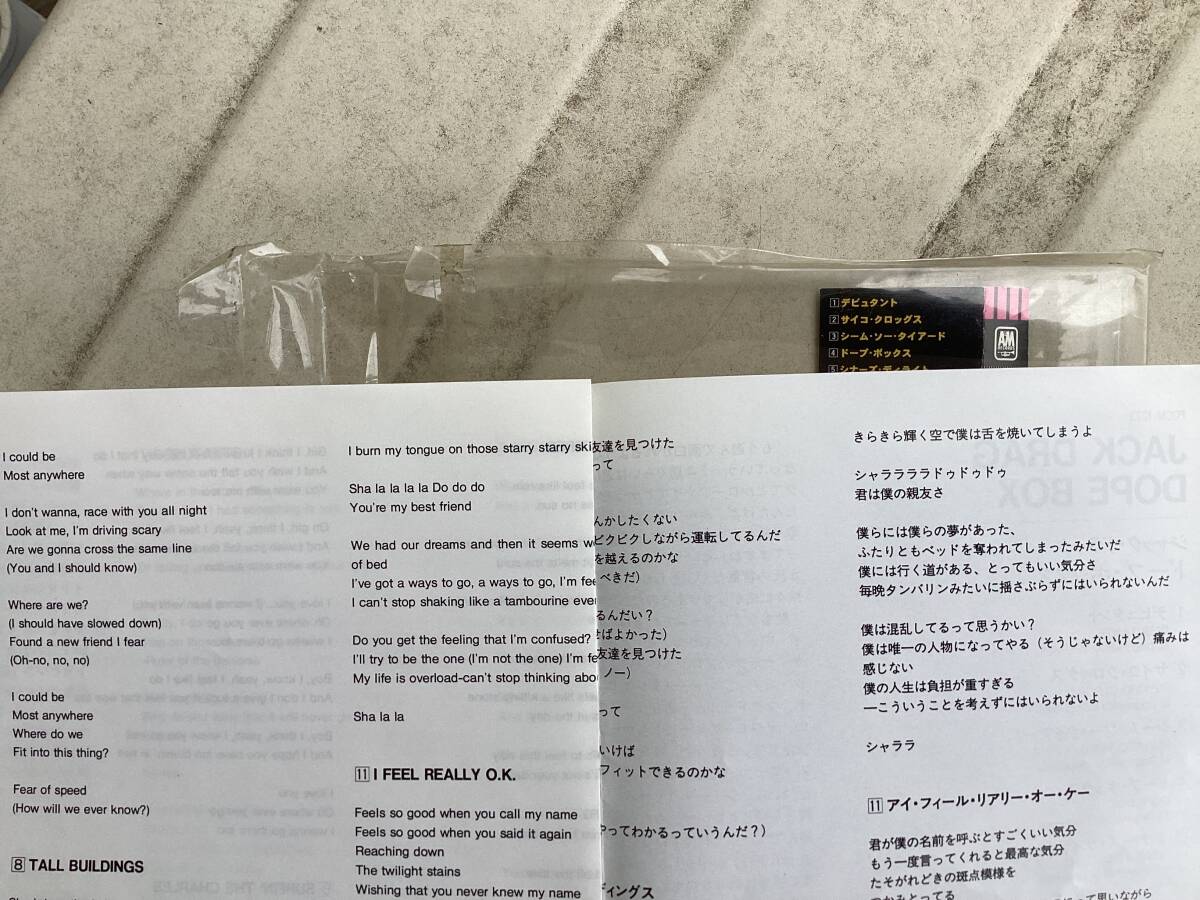 1 デビュタント
2 サイコ・クロッグス
3 シーム・ソー・タイアード
4 ドープ・ボックス
5 シナーズ・ディライト
A&M
I could be
Most anywhere
I don't wanna, race with you all night
Look at me, I'm driving scary
Are we gonna cross the same line
(You and I should know)
Where are we?
(I should have slowed down)
Found a new friend I fear
(Oh-no, no, no)
I could be
Most anywhere
Where do we
Fit into this thing?
Fear of speed
(How will we ever know?)
8 TALL BUILDINGS
I burn my tongue on those starry starry ski
Sha la la la la Do do do
You're my best friend
We had our dreams and then it seems w
of bed
I've got a ways to go, a ways to go, I'm fee
I can't stop shaking like a tambourine ever
Do you get the feeling that I'm confused?
I'll try to be the one (I'm not the one) I'm fe
My life is overload-can't stop thinking abo
Sha la la
11 I FEEL REALLY O.K.
Feels so good when you call my name
Feels so good when you said it again
Reaching down
The twilight stains
Wishing that you never knew my name
友達を見つけた
って
んかしたくない
ビクビクしながら運転してるんだ
を越えるのかな
べきだ）
るんだい？
せばよかった）
友達を見つけた
ノー）
って
いけば
フィットできるのかな
やってわかるっていうんだ？）
ディングス
きらきら輝く空で僕は舌を焼いてしまうよ
シャララララドゥドゥドゥ
君は僕の親友さ
僕らには僕らの夢があった、
ふたりともベッドを奪われてしまったみたいだ
僕には行く道がある、とってもいい気分さ
毎晩タンバリンみたいに揺さぶらずにはいられないんだ
僕は混乱してるって思うかい？
僕は唯一の人物になってやる（そうじゃないけど）痛みは
感じない
僕の人生は負担が重すぎる
―こういうことを考えずにはいられないよ
シャララ
11 アイ・フィール・リアリー・オー・ケー
君が僕の名前を呼ぶとすごくいい気分
もう一度言ってくれると最高な気分
たそがれどきの斑点模様を
つかみとってる